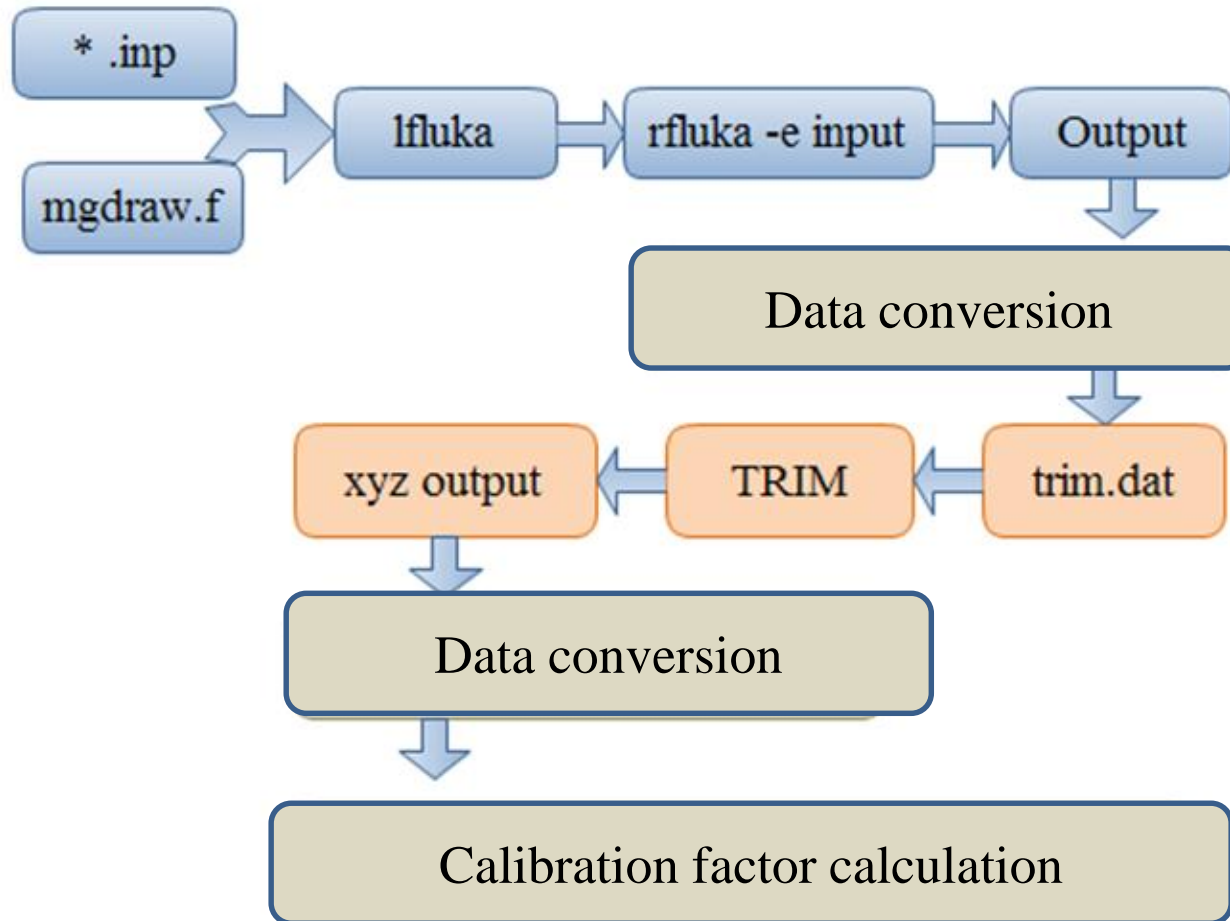 * .inp
mgdraw.f
lfluka
rfluka -e input
Output
Data conversion
trim.dat
TRIM
xyz output
Data conversion
Calibration factor calculation